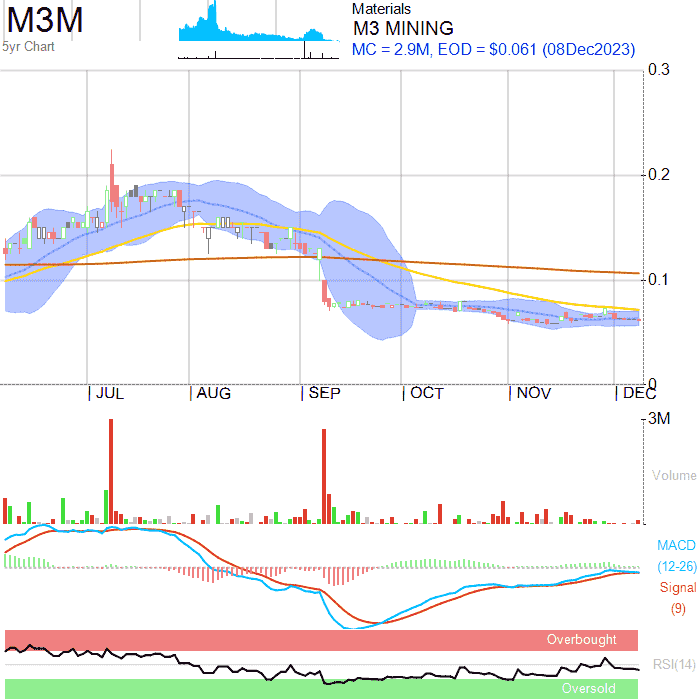 M3M
5yr Chart
Materials
M3 MINING
MC = 2.9M, EOD = $0.061 (08Dec2023)
0.3
0.2
0.1
0
JUL AUG SEP OCT NOV DEC
3M
Volume
MACD
(12-26)
Signal
(9)
Overbought
RSI(14)
Oversold